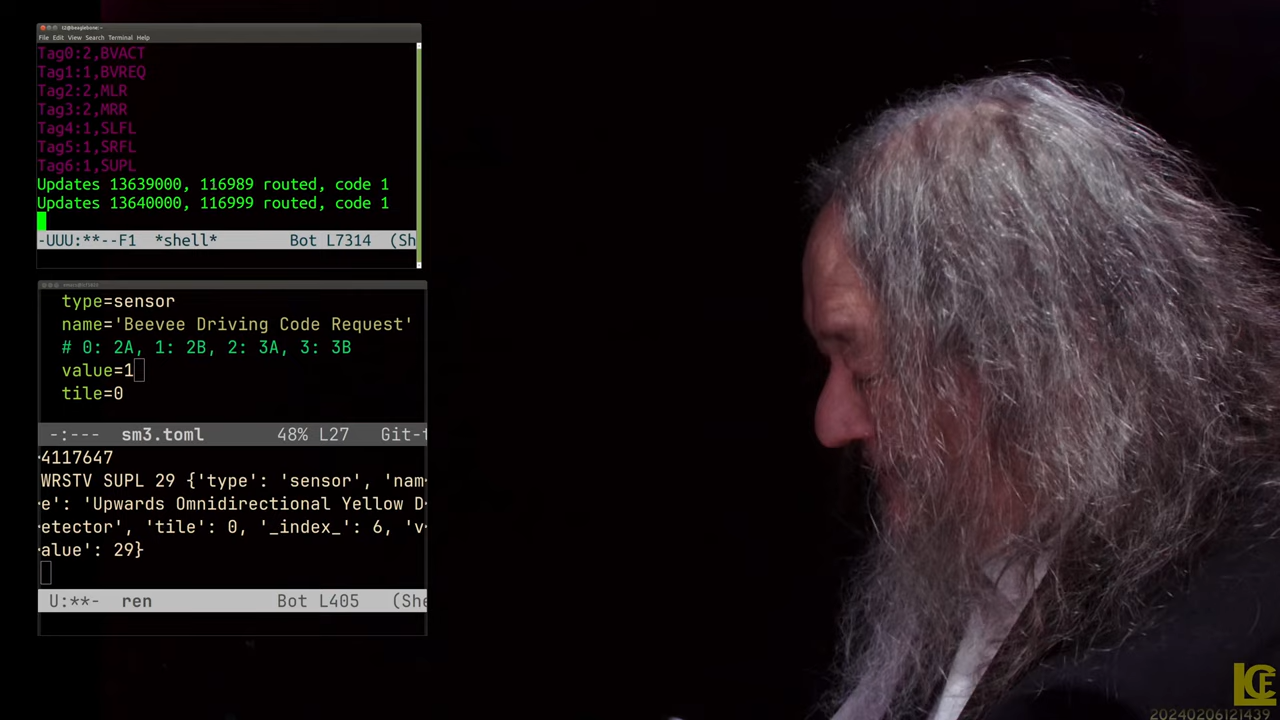 12@beaglebone: ~
File Edit View Search Terminal Help
Tag0:2,BVACT
Tag1:1,BVREQ
Tag2:2,MLR
Tag3:2,MRR
Tag4:1,SLFL
Tag5:1,SRFL
Tag6:1,SUPL
Updates 13639000, 116989 routed, code 1
Updates 13640000, 116999 routed, code 1
-UUU:**--F1 *shell* Bot L7314 (Sh
type=sensor
name='Beevee Driving Code Request'
# 0: 2A, 1: 2B, 2: 3A, 3: 3B
value=1
tile=0
-:--- sm3.toml 48% L27 Git-
4117647
WRSTV SUPL 29 {'type': 'sensor', 'nam
e': 'Upwards Omnidirectional Yellow D
etector', 'tile': 0, '_index_': 6, 'v
alue': 29}
U:**- ren Bot L405 (She
LCF
20240206121439